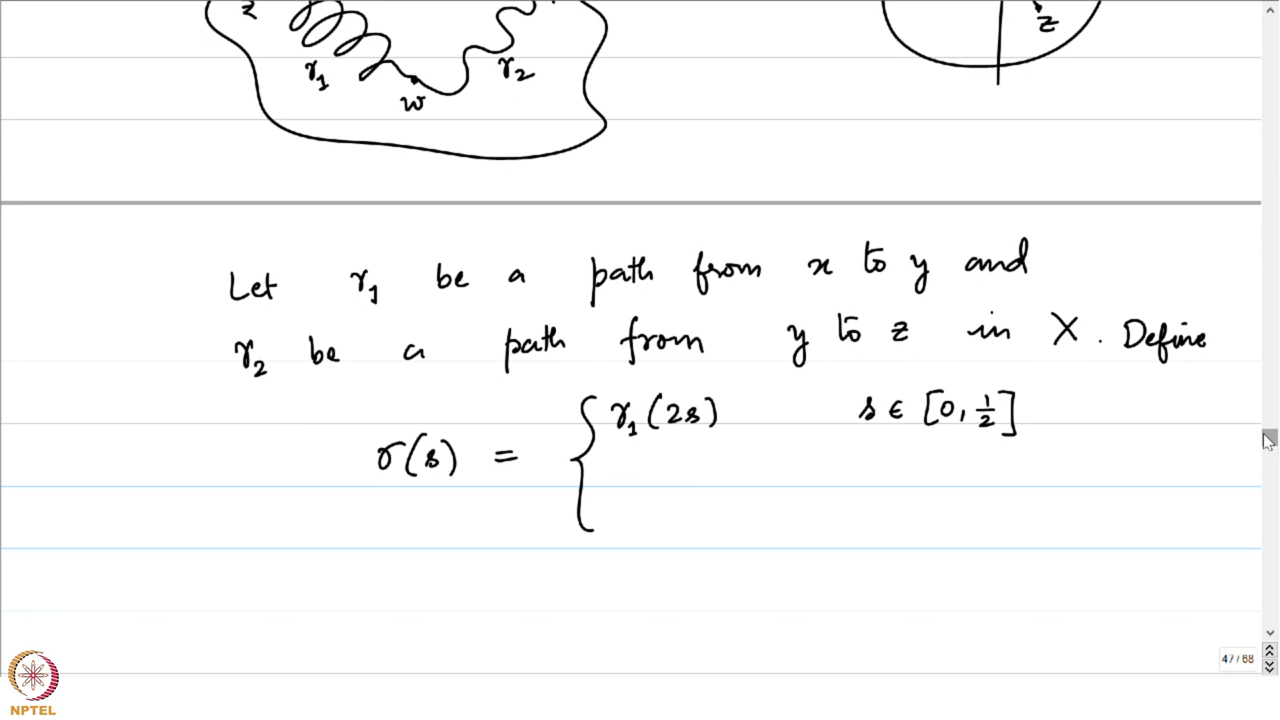 z
γ₁
w
γ₂
z
Let γ₁ be a path from x to y and
γ₂ be a path from y to z in X. Define
σ(s) = { γ₁(2s) s ∈ [0, 1/2]
47 / 68
NPTEL